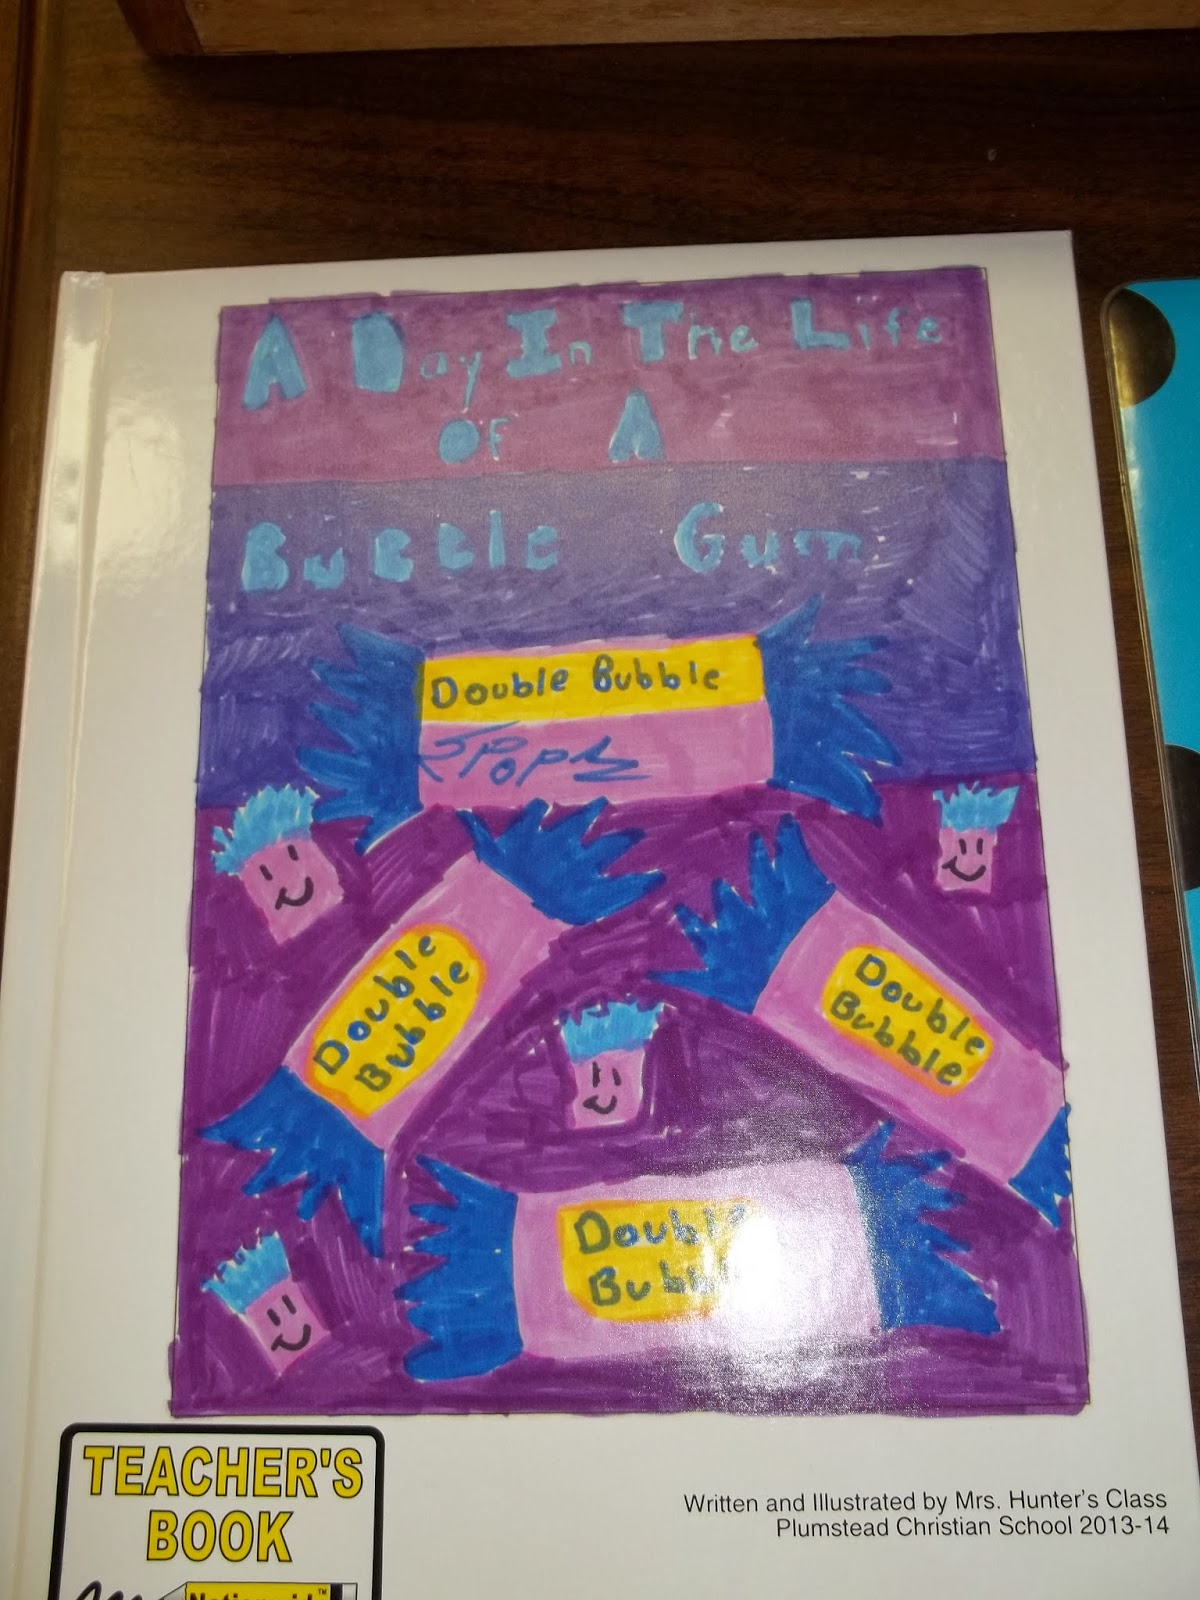 A Day In The Life
Of A
Bubble Gum
Double Bubble
Double
Bubble
Double
Bubble
Double
Bubble
TEACHER'S
BOOK
Written and Illustrated by Mrs. Hunter's Class
Plumstead Christian School 2013-14